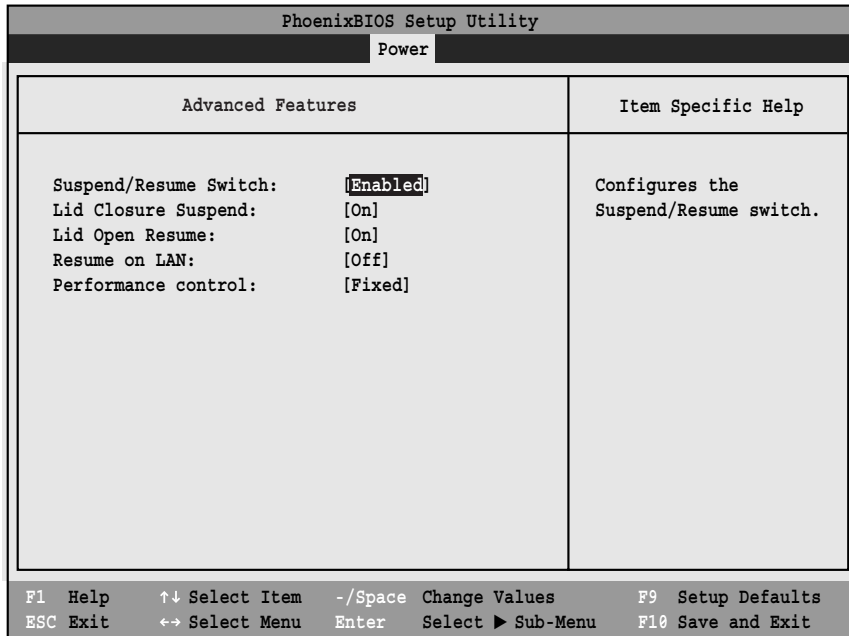 PhoenixBIOS Setup Utility
Power
Advanced Features
Item Specific Help
Suspend/Resume Switch: [Enabled]
Lid Closure Suspend: [On]
Lid Open Resume: [On]
Resume on LAN: [Off]
Performance control: [Fixed]
Configures the
Suspend/Resume switch.
F1 Help ↑↓ Select Item -/Space Change Values F9 Setup Defaults
ESC Exit ←→ Select Menu Enter Select ▶ Sub-Menu F10 Save and Exit